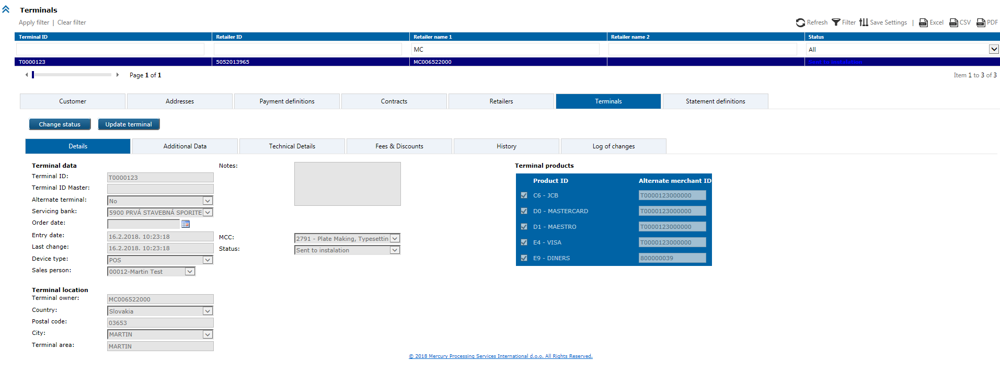 Terminals
Apply filter | Clear filter
Refresh Filter Save Settings | Excel CSV PDF
Terminal ID Retailer ID Retailer name 1 Retailer name 2 Status
MC All
T0000123 5052013965 MC006522000 Sent to instalation
Page 1 of 1 Item 1 to 3 of 3
Customer Addresses Payment definitions Contracts Retailers Terminals Statement definitions
Change status Update terminal
Details Additional Data Technical Details Fees & Discounts History Log of changes
Terminal data
Terminal ID: T0000123
Terminal ID Master:
Alternate terminal: No
Servicing bank: 5900 PRVÁ STAVEBNÁ SPORITE
Order date:
Entry date: 16.2.2018. 10:23:18
Last change: 16.2.2018. 10:23:18
Device type: POS
Sales person: 00012-Martin Test
Notes:
MCC: 2791 - Plate Making, Typesettin
Status: Sent to instalation
Terminal products
Product ID Alternate merchant ID
C6 - JCB T0000123000000
D0 - MASTERCARD T0000123000000
D1 - MAESTRO T0000123000000
E4 - VISA T0000123000000
E9 - DINERS 800000039
Terminal location
Terminal owner: MC006522000
Country: Slovakia
Postal code: 03653
City: MARTIN
Terminal area: MARTIN
© 2018 Mercury Processing Services International d.o.o. All Rights Reserved.